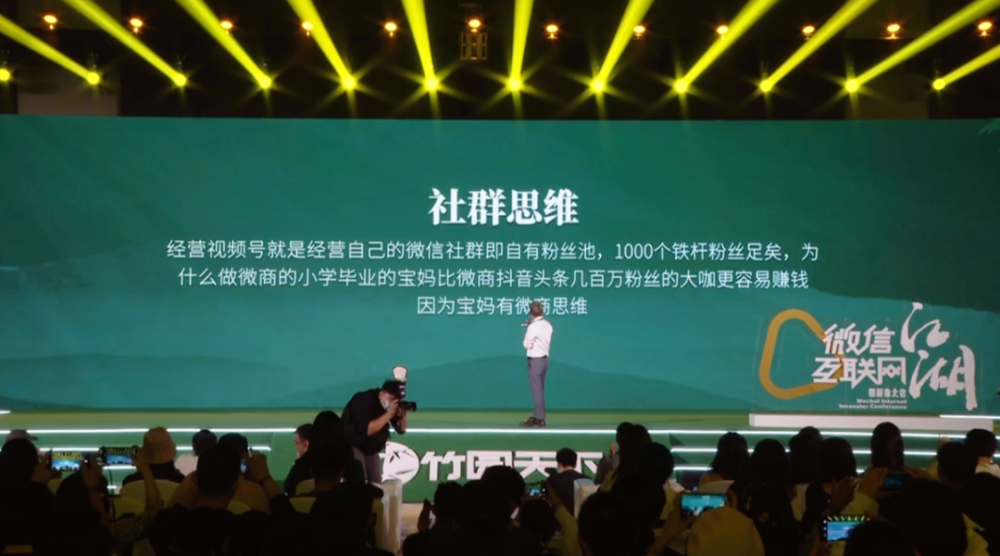 社群思维
经营视频号就是经营自己的微信社群即自有粉丝池，1000个铁杆粉丝足矣，为
什么做微商的小学毕业的宝妈比微商抖音头条几百万粉丝的大咖更容易赚钱
因为宝妈有微商思维
微信
互联网
江湖
Wechat Internet
Innovator Conference
竹园天下